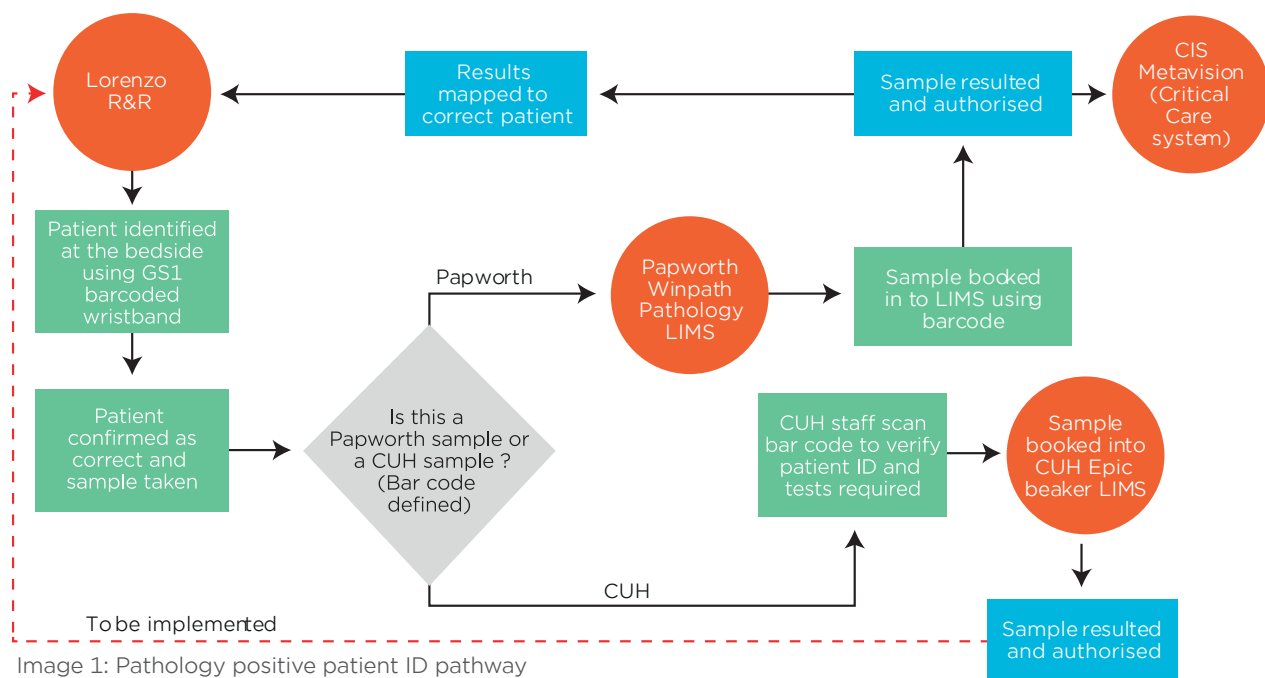 Lorenzo
R&R
Results
mapped to
correct patient
Sample resulted
and authorised
CIS
Metavision
(Critical
Care
system)
Patient identified
at the bedside
using GS1
barcoded
wristband
Papworth
Papworth
Winpath
Pathology
LIMS
Sample booked
in to LIMS using
barcode
Patient
confirmed as
correct and
sample taken
Is this a
Papworth sample or
a CUH sample ?
(Bar code
defined)
CUH staff scan
bar code to verify
patient ID and
tests required
Sample
booked into
CUH Epic
beaker LIMS
CUH
To be implemented
Sample resulted
and authorised
Image 1: Pathology positive patient ID pathway